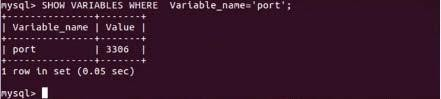 mysql> SHOW VARIABLES WHERE  Variable_name='port';
+---------------+-------+
| Variable_name | Value |
+---------------+-------+
| port          | 3306  |
+---------------+-------+
1 row in set (0.05 sec)
mysql>